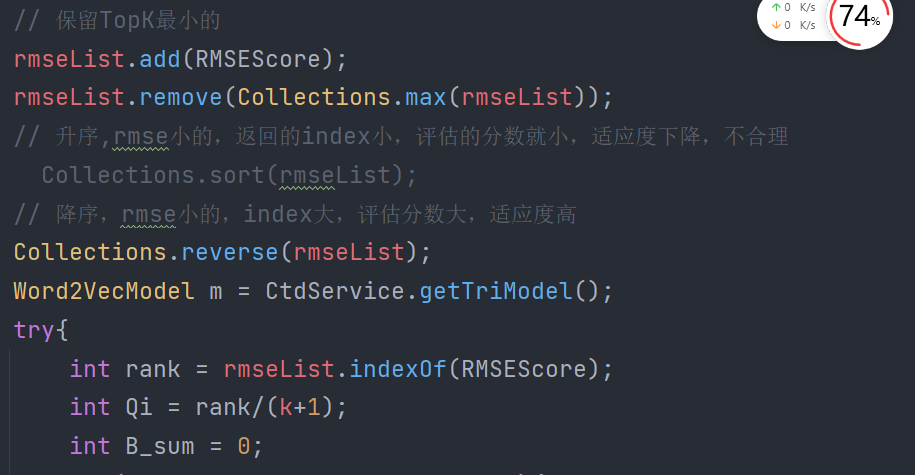 // 保留TopK最小的
↑ 0 K/s
↓ 0 K/s
74%
rmseList.add(RMSEScore);
rmseList.remove(Collections.max(rmseList));
// 升序,rmse小的，返回的index小，评估的分数就小，适应度下降，不合理
Collections.sort(rmseList);
// 降序，rmse小的，index大，评估分数大，适应度高
Collections.reverse(rmseList);
Word2VecModel m = CtdService.getTriModel();
try{
int rank = rmseList.indexOf(RMSEScore);
int Qi = rank/(k+1);
int B_sum = 0;